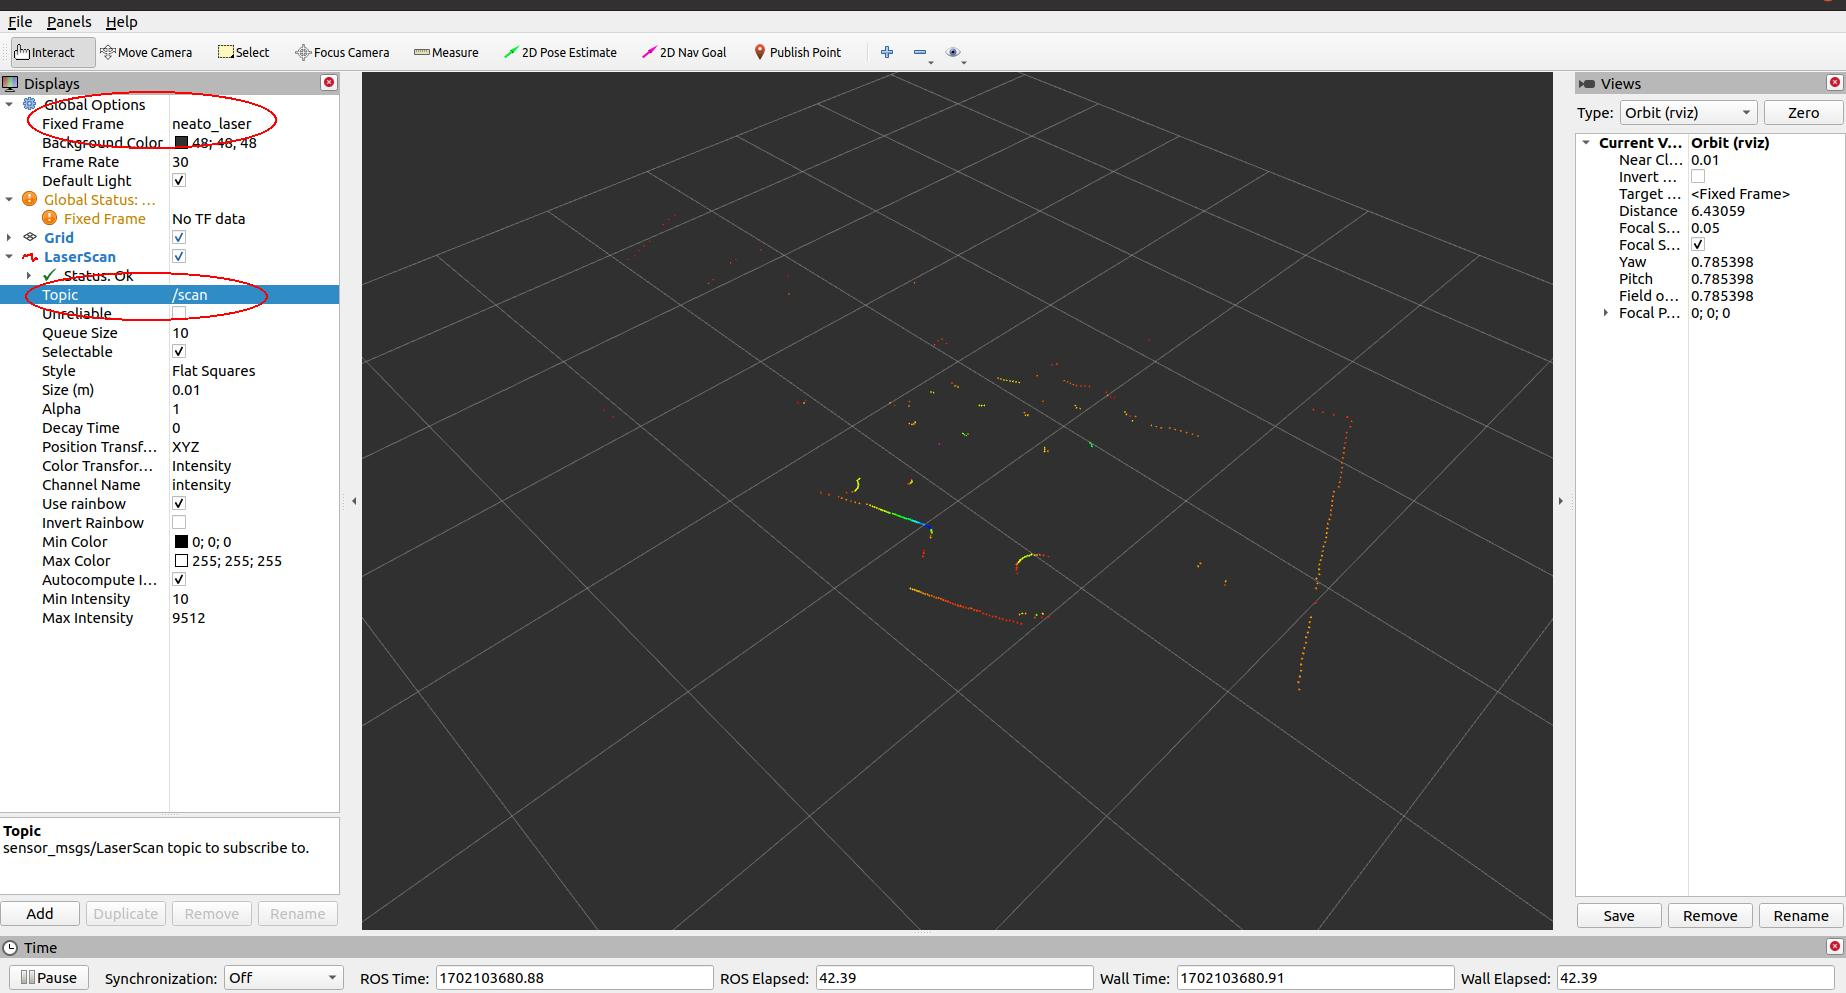 File Panels Help
Interact Move Camera Select Focus Camera Measure 2D Pose Estimate 2D Nav Goal Publish Point
Displays
Global Options
Fixed Frame neato_laser
Background Color 48; 48; 48
Frame Rate 30
Default Light
Global Status: ...
Fixed Frame No TF data
Grid
LaserScan
Status: Ok
Topic /scan
Unreliable
Queue Size 10
Selectable
Style Flat Squares
Size (m) 0.01
Alpha 1
Decay Time 0
Position Transf... XYZ
Color Transfor... Intensity
Channel Name intensity
Use rainbow
Invert Rainbow
Min Color 0; 0; 0
Max Color 255; 255; 255
Autocompute I...
Min Intensity 10
Max Intensity 9512
Topic
sensor_msgs/LaserScan topic to subscribe to.
Add Duplicate Remove Rename
Views
Type: Orbit (rviz) Zero
Current V... Orbit (rviz)
Near Cl... 0.01
Invert ...
Target ... <Fixed Frame>
Distance 6.43059
Focal S... 0.05
Focal S...
Yaw 0.785398
Pitch 0.785398
Field o... 0.785398
Focal P... 0; 0; 0
Save Remove Rename
Time
Pause Synchronization: Off ROS Time: 1702103680.88 ROS Elapsed: 42.39 Wall Time: 1702103680.91 Wall Elapsed: 42.39